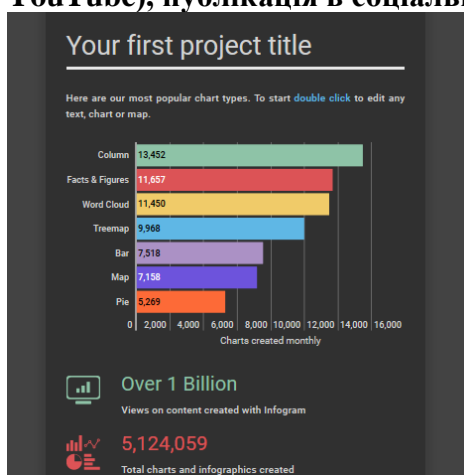 YouTube), публікація в соціаль
Your first project title
Here are our most popular chart types. To start double click to edit any
text, chart or map.
Column 13,452
Facts & Figures 11,657
Word Cloud 11,450
Treemap 9,968
Bar 7,518
Map 7,158
Pie 5,269
0 2,000 4,000 6,000 8,000 10,000 12,000 14,000 16,000
Charts created monthly
Over 1 Billion
Views on content created with Infogram
5,124,059
Total charts and infographics created